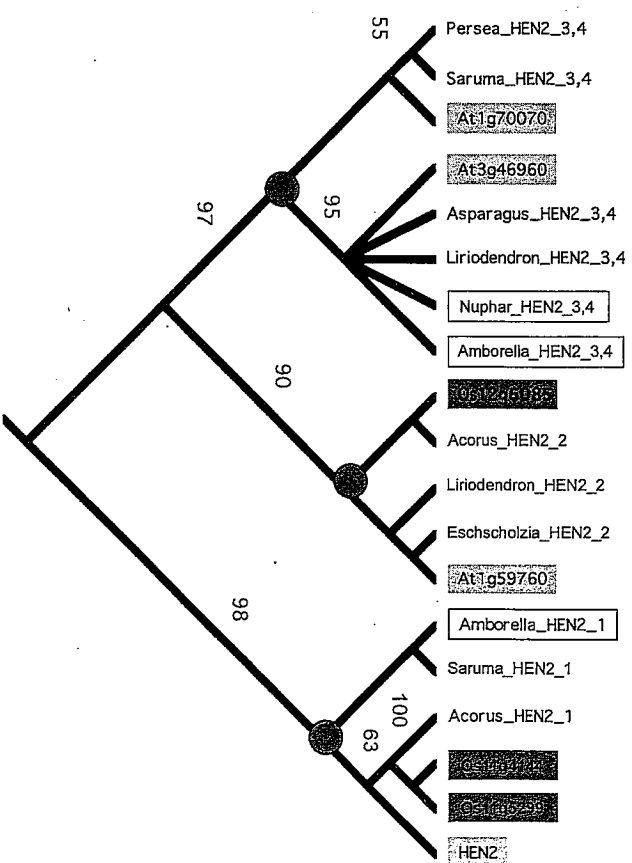 55
Persea_HEN2_3,4
Saruma_HEN2_3,4
At1g70070
At3g46960
95
Asparagus_HEN2_3,4
97
Liriodendron_HEN2_3,4
Nuphar_HEN2_3,4
Amborella_HEN2_3,4
90
Acorus_HEN2_2
Liriodendron_HEN2_2
Eschscholzia_HEN2_2
At1g59760
98
Amborella_HEN2_1
Saruma_HEN2_1
100
Acorus_HEN2_1
63
HEN2